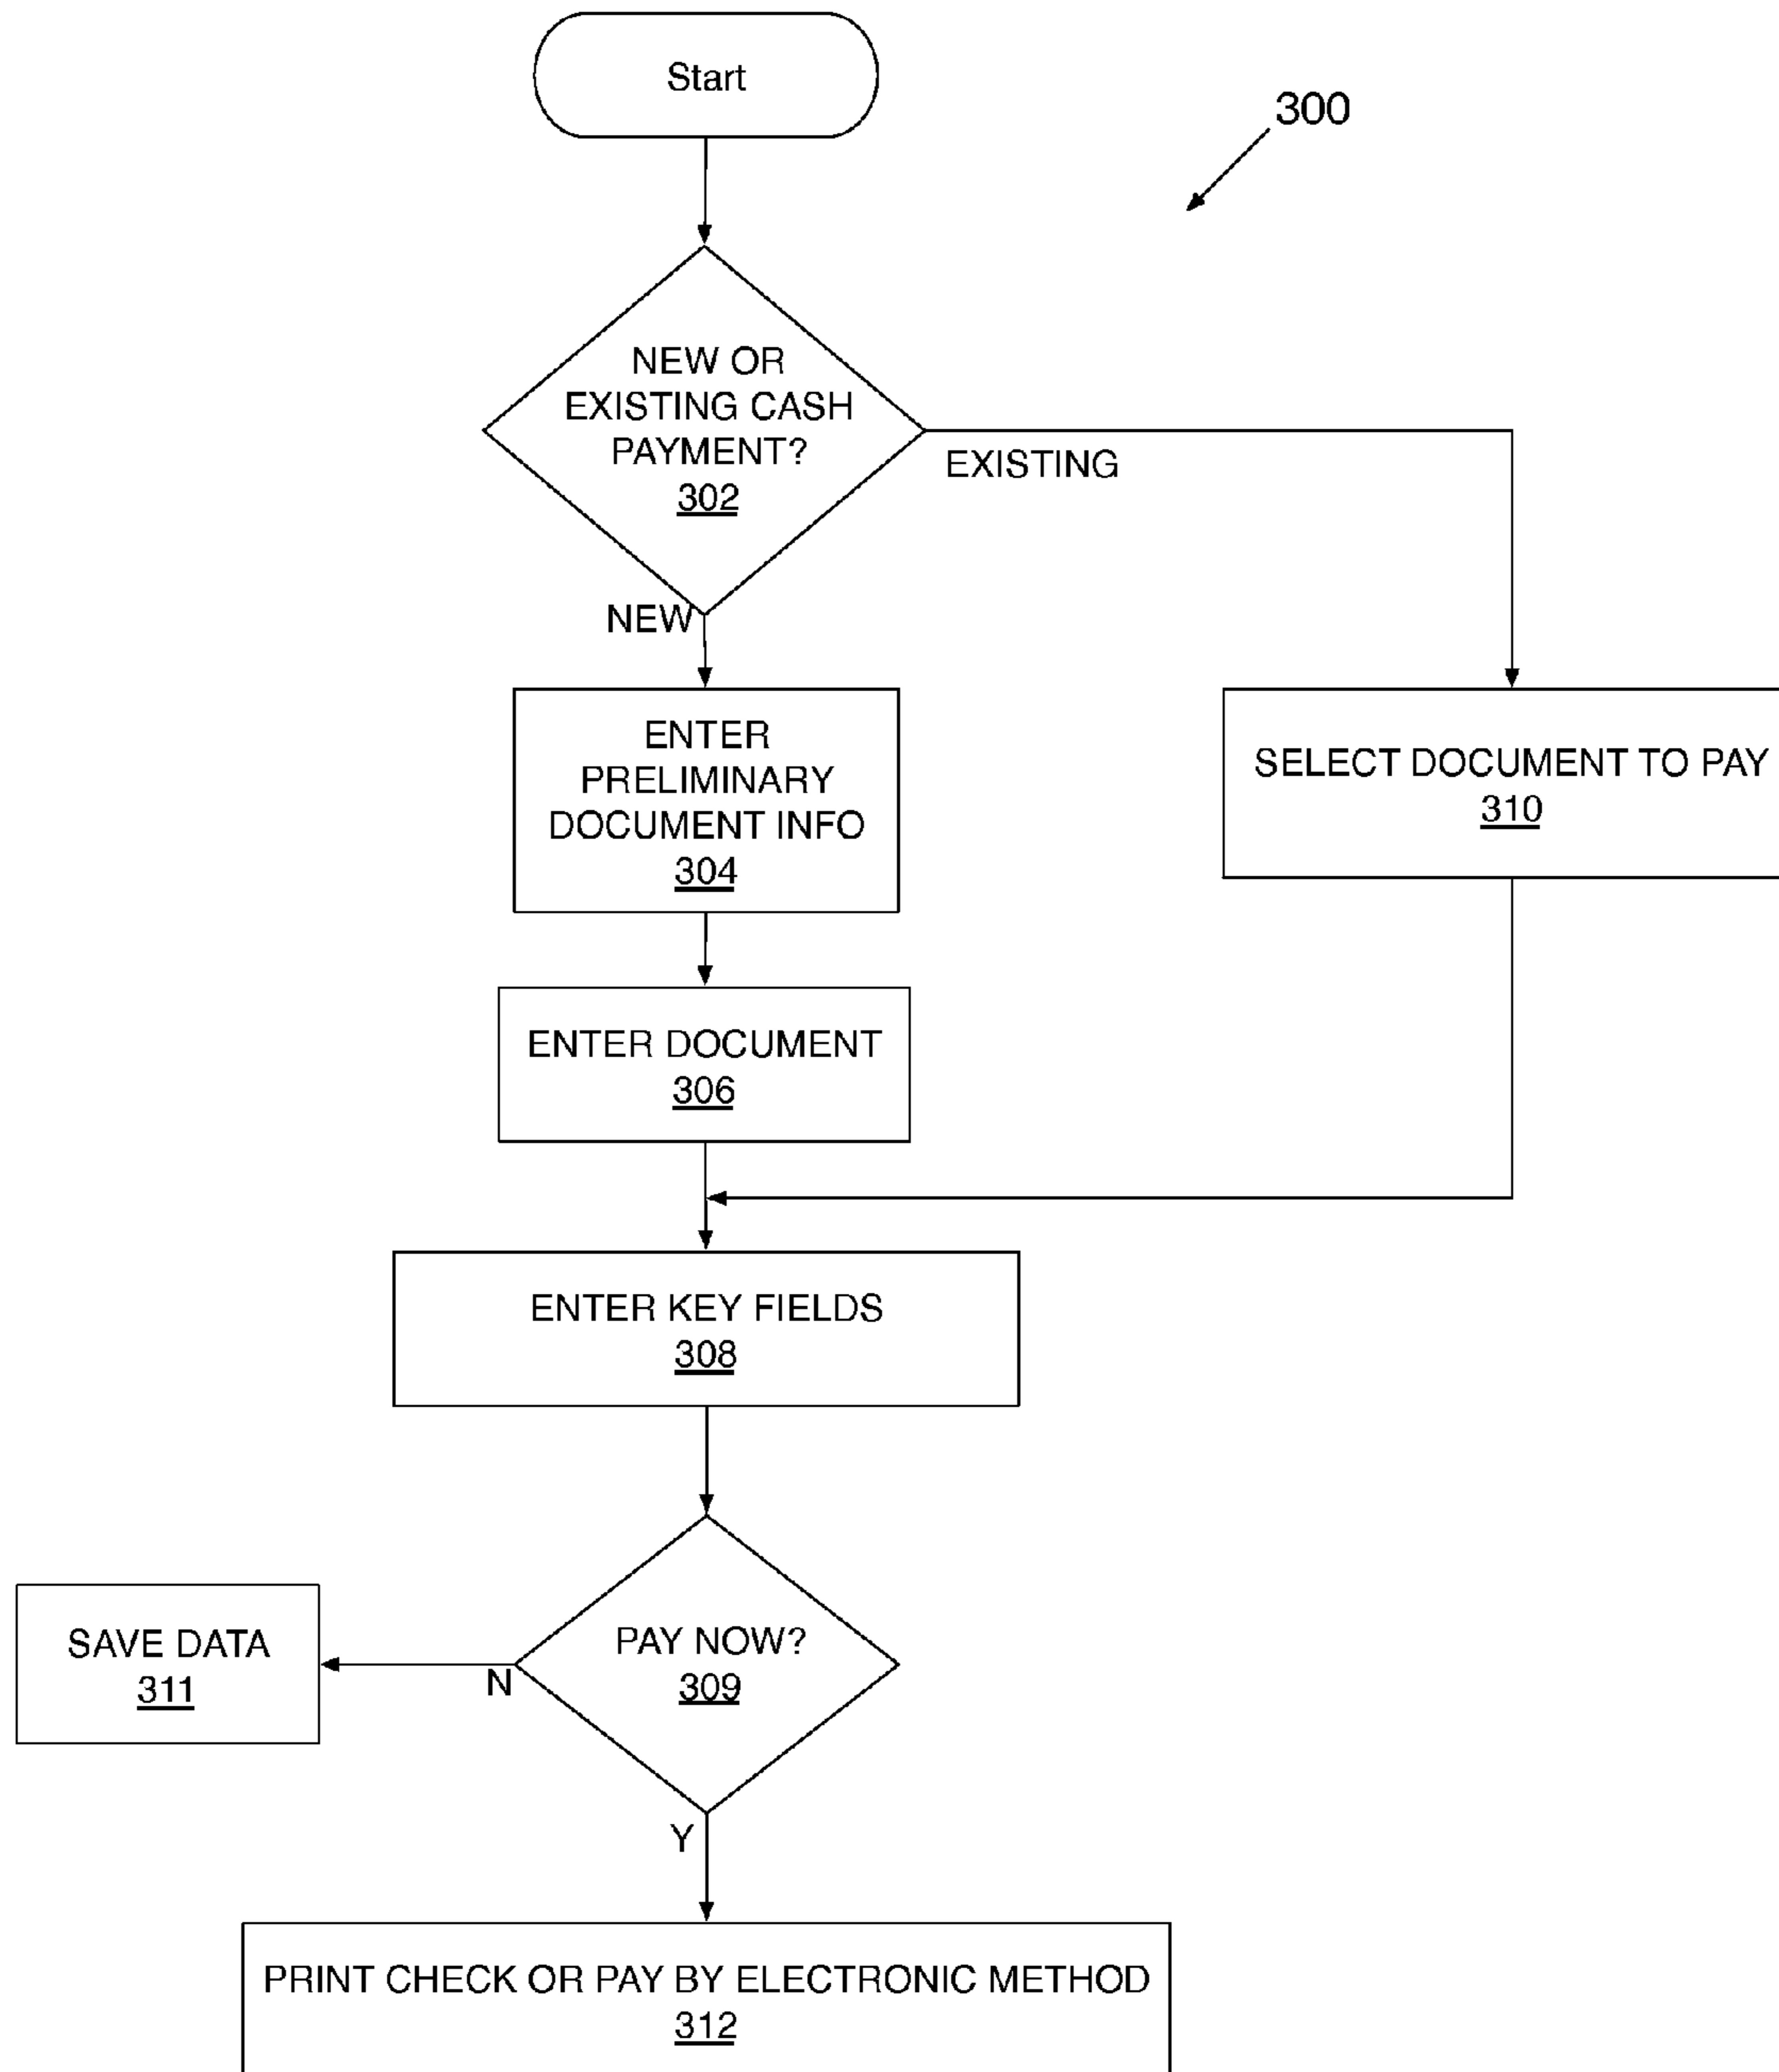 Start
300
NEW OR
EXISTING CASH
PAYMENT?
302
EXISTING
NEW
ENTER
PRELIMINARY
DOCUMENT INFO
304
SELECT DOCUMENT TO PAY
310
ENTER DOCUMENT
306
ENTER KEY FIELDS
308
PAY NOW?
309
N
SAVE DATA
311
Y
PRINT CHECK OR PAY BY ELECTRONIC METHOD
312